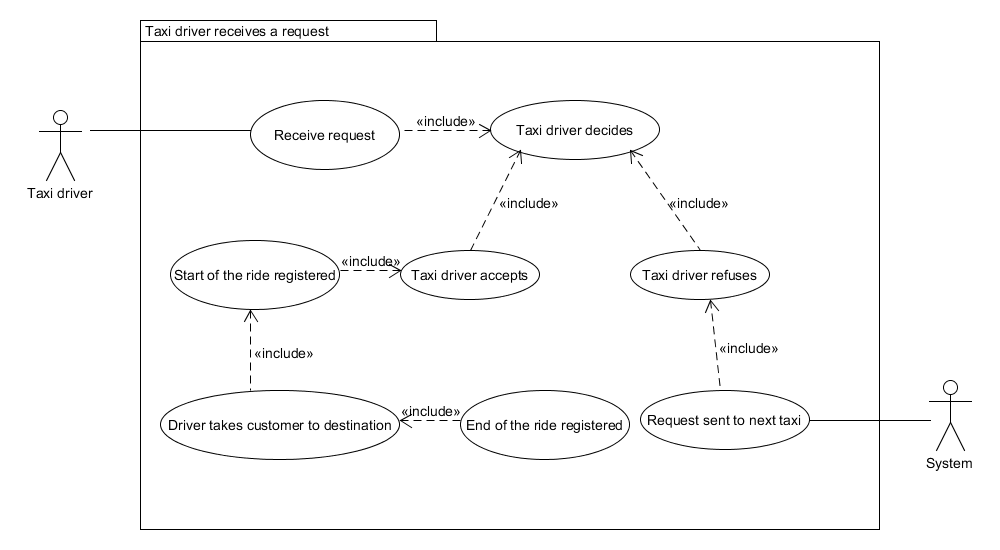 Taxi driver receives a request
«include»
Receive request
Taxi driver decides
Taxi driver
«include»
«include»
«include»
Start of the ride registered
Taxi driver accepts
Taxi driver refuses
«include»
«include»
«include»
Driver takes customer to destination
End of the ride registered
Request sent to next taxi
System